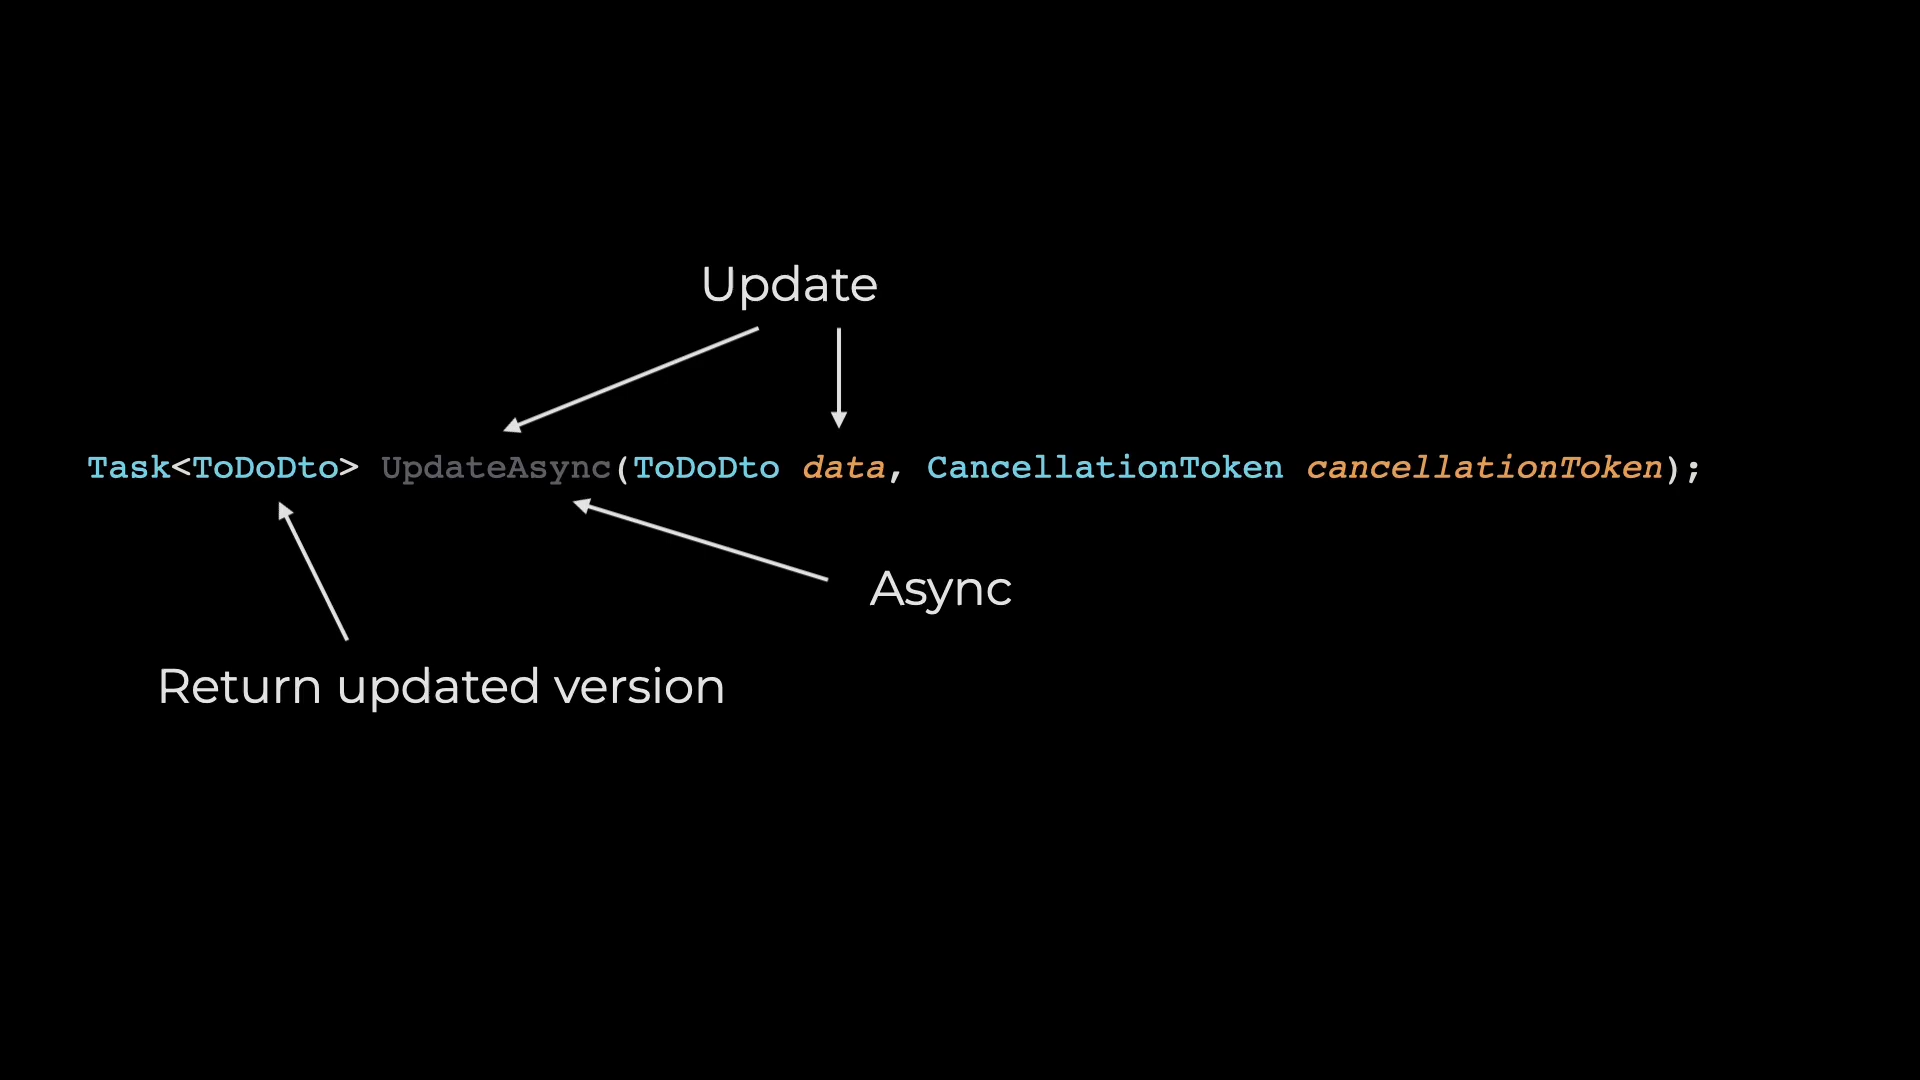 Update
Task<ToDoDto> UpdateAsync(ToDoDto data, CancellationToken cancellationToken);
Async
Return updated version